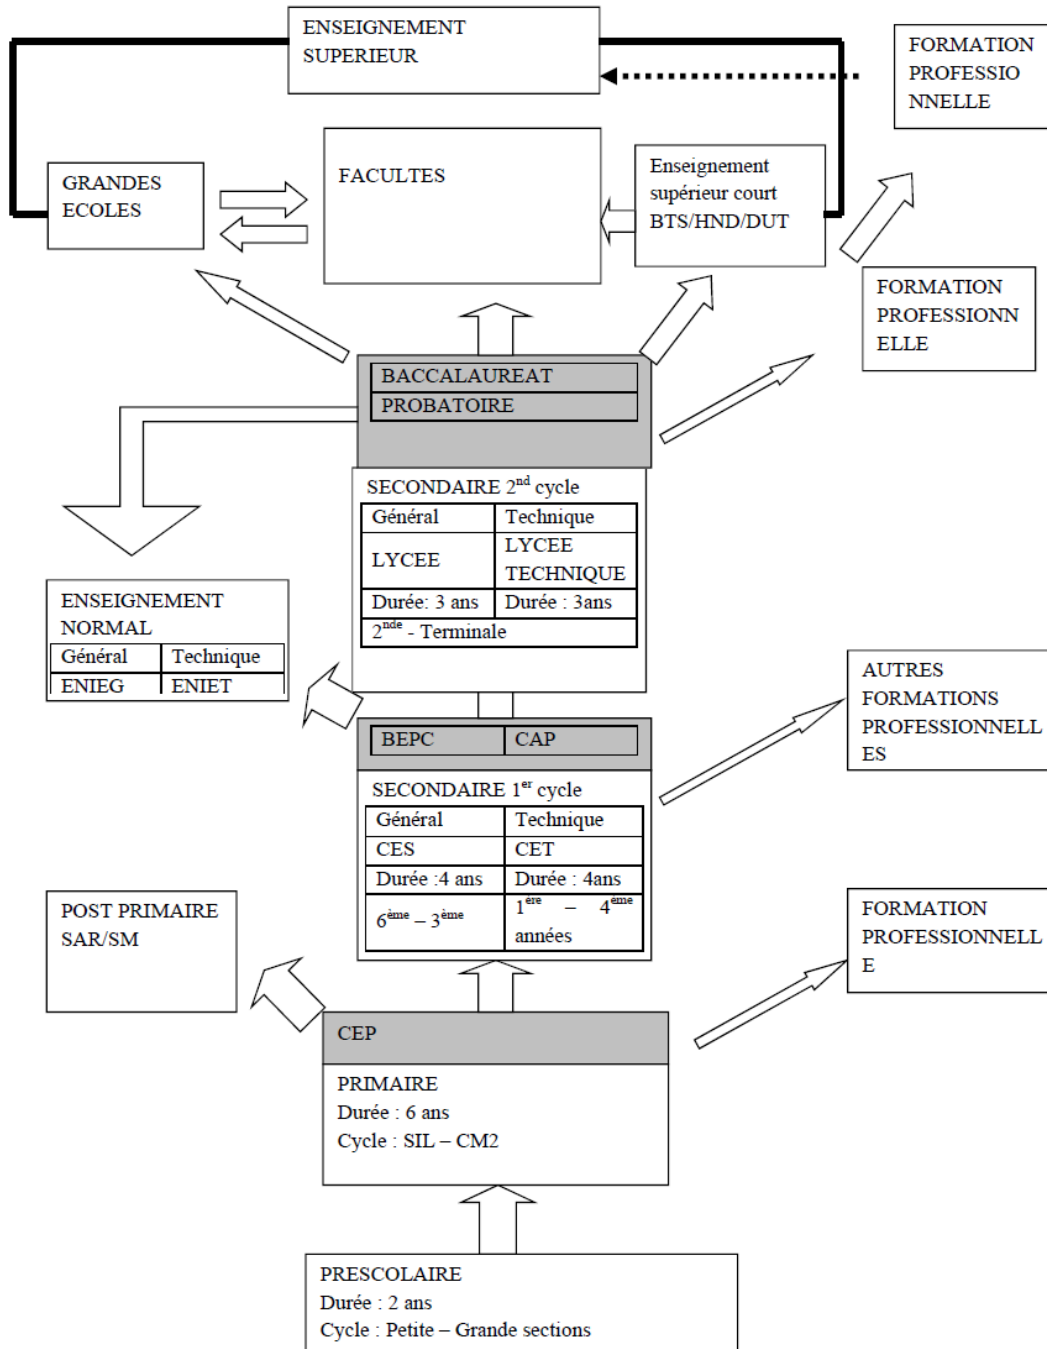 ENSEIGNEMENT
SUPERIEUR
FORMATION
PROFESSIO
NNELLE
GRANDES
ECOLES
FACULTES
Enseignement
supérieur court
BTS/HND/DUT
FORMATION
PROFESSIONN
ELLE
BACCALAUREAT
PROBATOIRE
SECONDAIRE 2nd cycle
Général Technique
LYCEE LYCEE
TECHNIQUE
Durée: 3 ans Durée : 3ans
2nde - Terminale
ENSEIGNEMENT
NORMAL
Général Technique
ENIEG ENIET
AUTRES
FORMATIONS
PROFESSIONNELL
ES
BEPC CAP
SECONDAIRE 1er cycle
Général Technique
CES CET
Durée :4 ans Durée : 4ans
6ème – 3ème 1ère – 4ème
années
POST PRIMAIRE
SAR/SM
FORMATION
PROFESSIONNELL
E
CEP
PRIMAIRE
Durée : 6 ans
Cycle : SIL – CM2
PRESCOLAIRE
Durée : 2 ans
Cycle : Petite – Grande sections